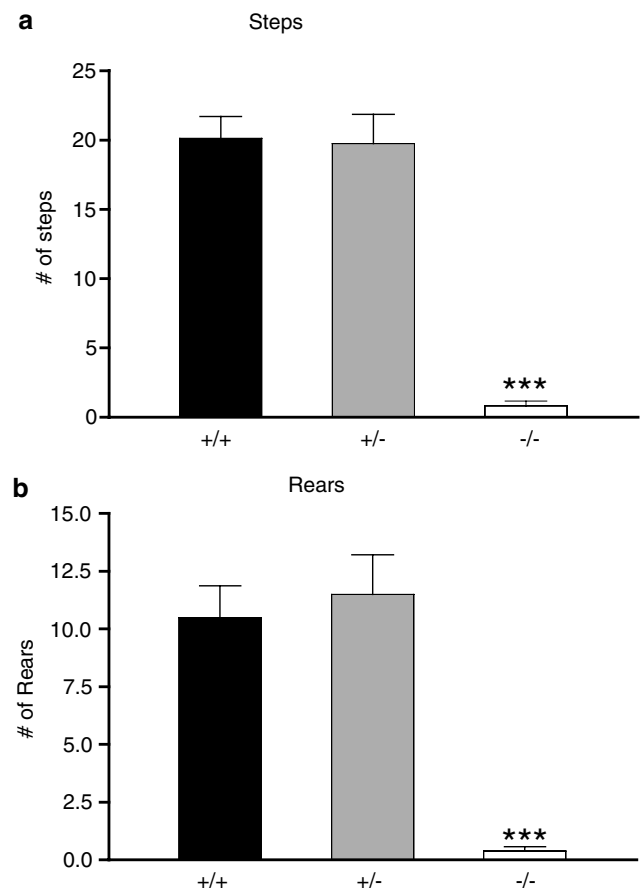 a
Steps
25
20
15
10
5
0
# of steps
***
+/+ +/- -/-
b
Rears
15.0
12.5
10.0
7.5
5.0
2.5
0.0
# of Rears
***
+/+ +/- -/-